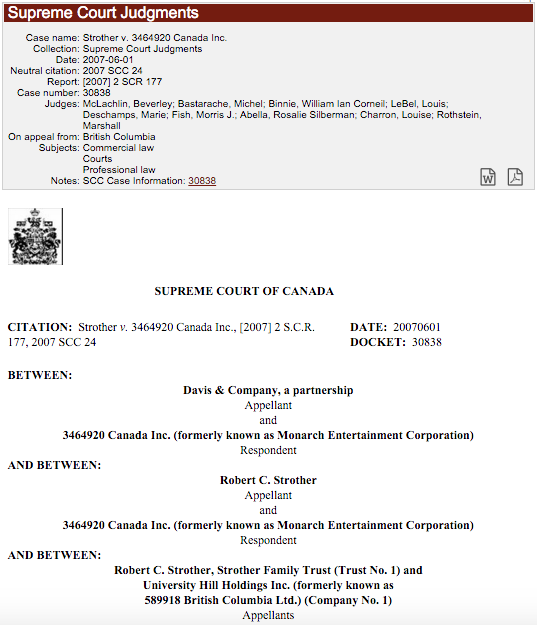 Supreme Court Judgments
Case name: Strother v. 3464920 Canada Inc.
Collection: Supreme Court Judgments
Date: 2007-06-01
Neutral citation: 2007 SCC 24
Report: [2007] 2 SCR 177
Case number: 30838
Judges: McLachlin, Beverley; Bastarache, Michel; Binnie, William Ian Corneil; LeBel, Louis;
Deschamps, Marie; Fish, Morris J.; Abella, Rosalie Silberman; Charron, Louise; Rothstein,
Marshall
On appeal from: British Columbia
Subjects: Commercial law
Courts
Professional law
Notes: SCC Case Information: 30838
SUPREME COURT OF CANADA
CITATION: Strother v. 3464920 Canada Inc., [2007] 2 S.C.R.
177, 2007 SCC 24
DATE: 20070601
DOCKET: 30838
BETWEEN:
Davis & Company, a partnership
Appellant
and
3464920 Canada Inc. (formerly known as Monarch Entertainment Corporation)
Respondent
AND BETWEEN:
Robert C. Strother
Appellant
and
3464920 Canada Inc. (formerly known as Monarch Entertainment Corporation)
Respondent
AND BETWEEN:
Robert C. Strother, Strother Family Trust (Trust No. 1) and
University Hill Holdings Inc. (formerly known as
589918 British Columbia Ltd.) (Company No. 1)
Appellants